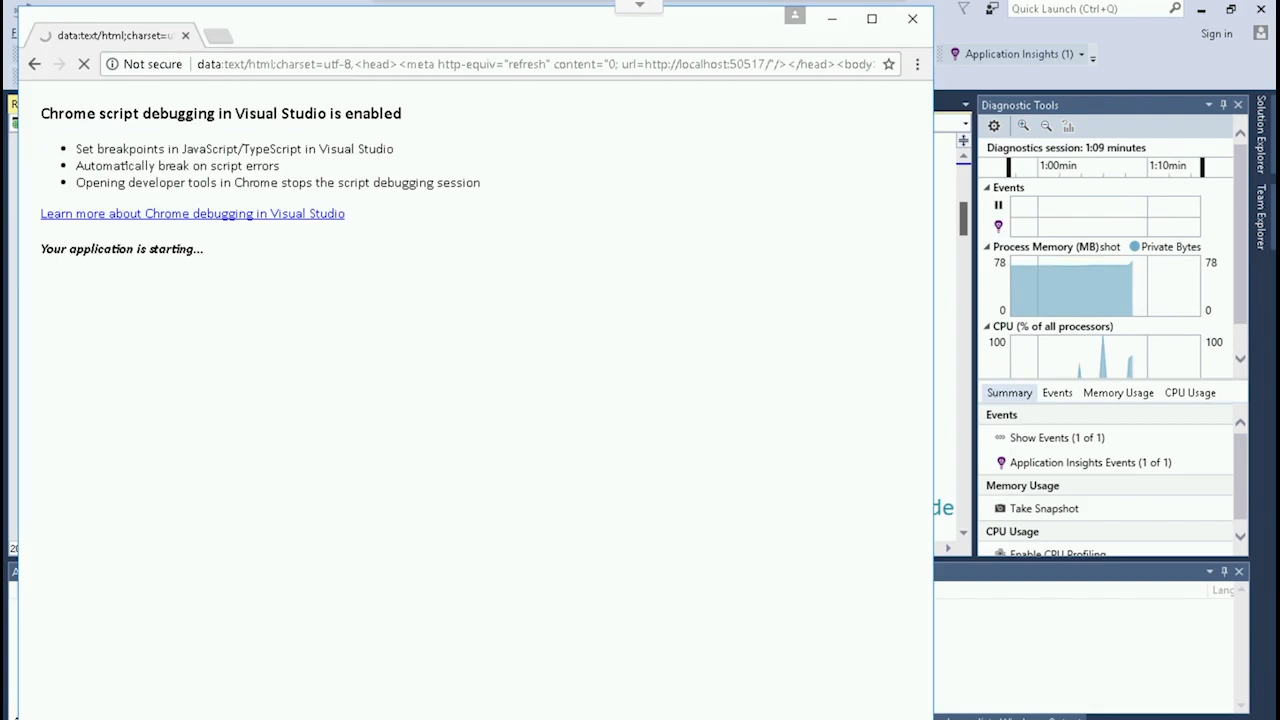 data:text/html;charset=u
Not secure
data:text/html;charset=utf-8,<head><meta http-equiv="refresh" content="0; url=http://localhost:50517/"/></head><body>
Chrome script debugging in Visual Studio is enabled
Set breakpoints in JavaScript/TypeScript in Visual Studio
Automatically break on script errors
Opening developer tools in Chrome stops the script debugging session
Learn more about Chrome debugging in Visual Studio
Your application is starting...
Quick Launch (Ctrl+Q)
Sign in
Application Insights (1)
Diagnostic Tools
Diagnostics session: 1:09 minutes
1:00min 1:10min
Events
Process Memory (MB) shot Private Bytes
78 78
0 0
CPU (% of all processors)
100 100
Summary Events Memory Usage CPU Usage
Events
Show Events (1 of 1)
Application Insights Events (1 of 1)
Memory Usage
Take Snapshot
CPU Usage
Enable CPU Profiling
de
Lang
Solution Explorer
Team Explorer